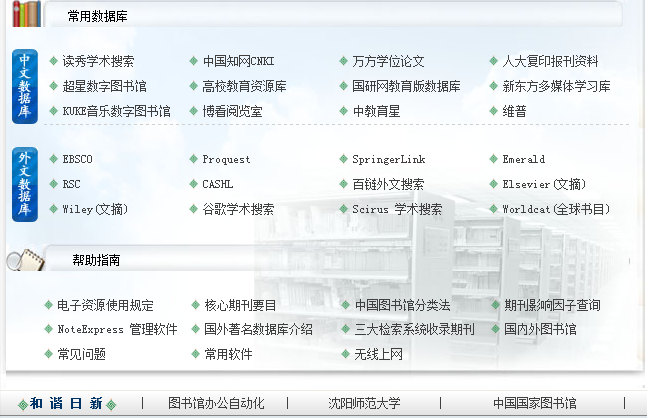 常用数据库
中文数据库
读秀学术搜索 中国知网CNKI 万方学位论文 人大复印报刊资料
超星数字图书馆 高校教育资源库 国研网教育版数据库 新东方多媒体学习库
KUKE音乐数字图书馆 博看阅览室 中教育星 维普
外文数据库
EBSCO Proquest SpringerLink Emerald
RSC CASHL 百链外文搜索 Elsevier(文摘)
Wiley(文摘) 谷歌学术搜索 Scirus 学术搜索 Worldcat(全球书目)
帮助指南
电子资源使用规定 核心期刊要目 中国图书馆分类法 期刊影响因子查询
NoteExpress 管理软件 国外著名数据库介绍 三大检索系统收录期刊 国内外图书馆
常见问题 常用软件 无线上网
和谐日新 | 图书馆办公自动化 | 沈阳师范大学 | 中国国家图书馆 |